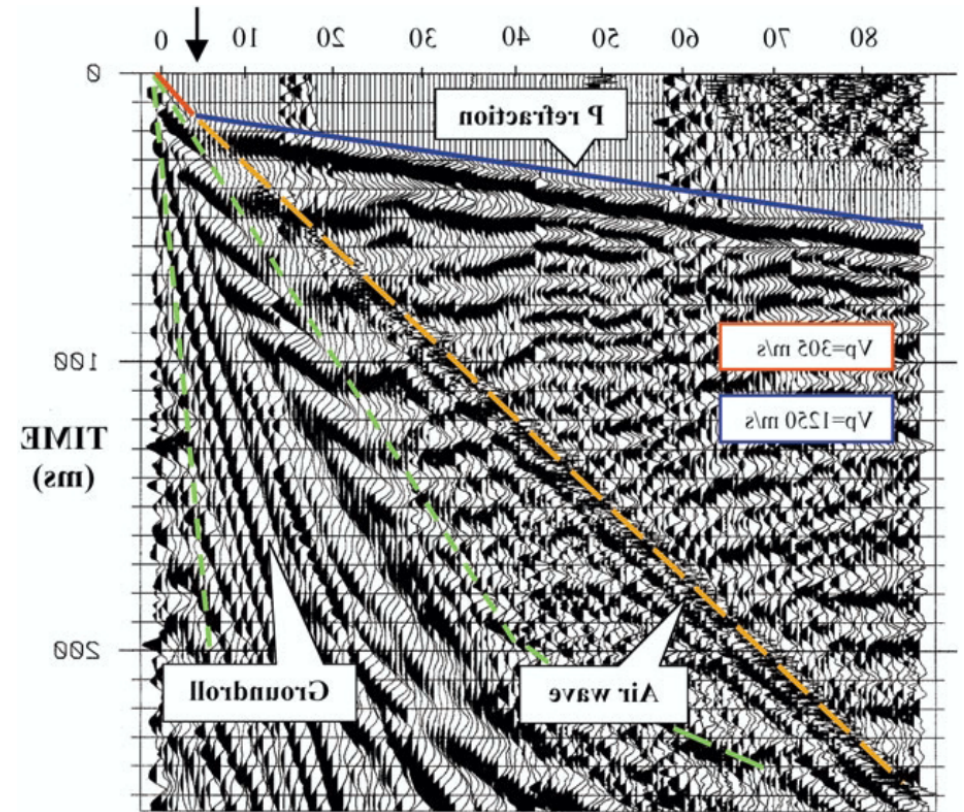 0 10 20 30 40 50 60 70 80
0
P refraction
Vp=305 m/s
100
Vp=1250 m/s
TIME
(ms)
200
Groundroll
Air wave